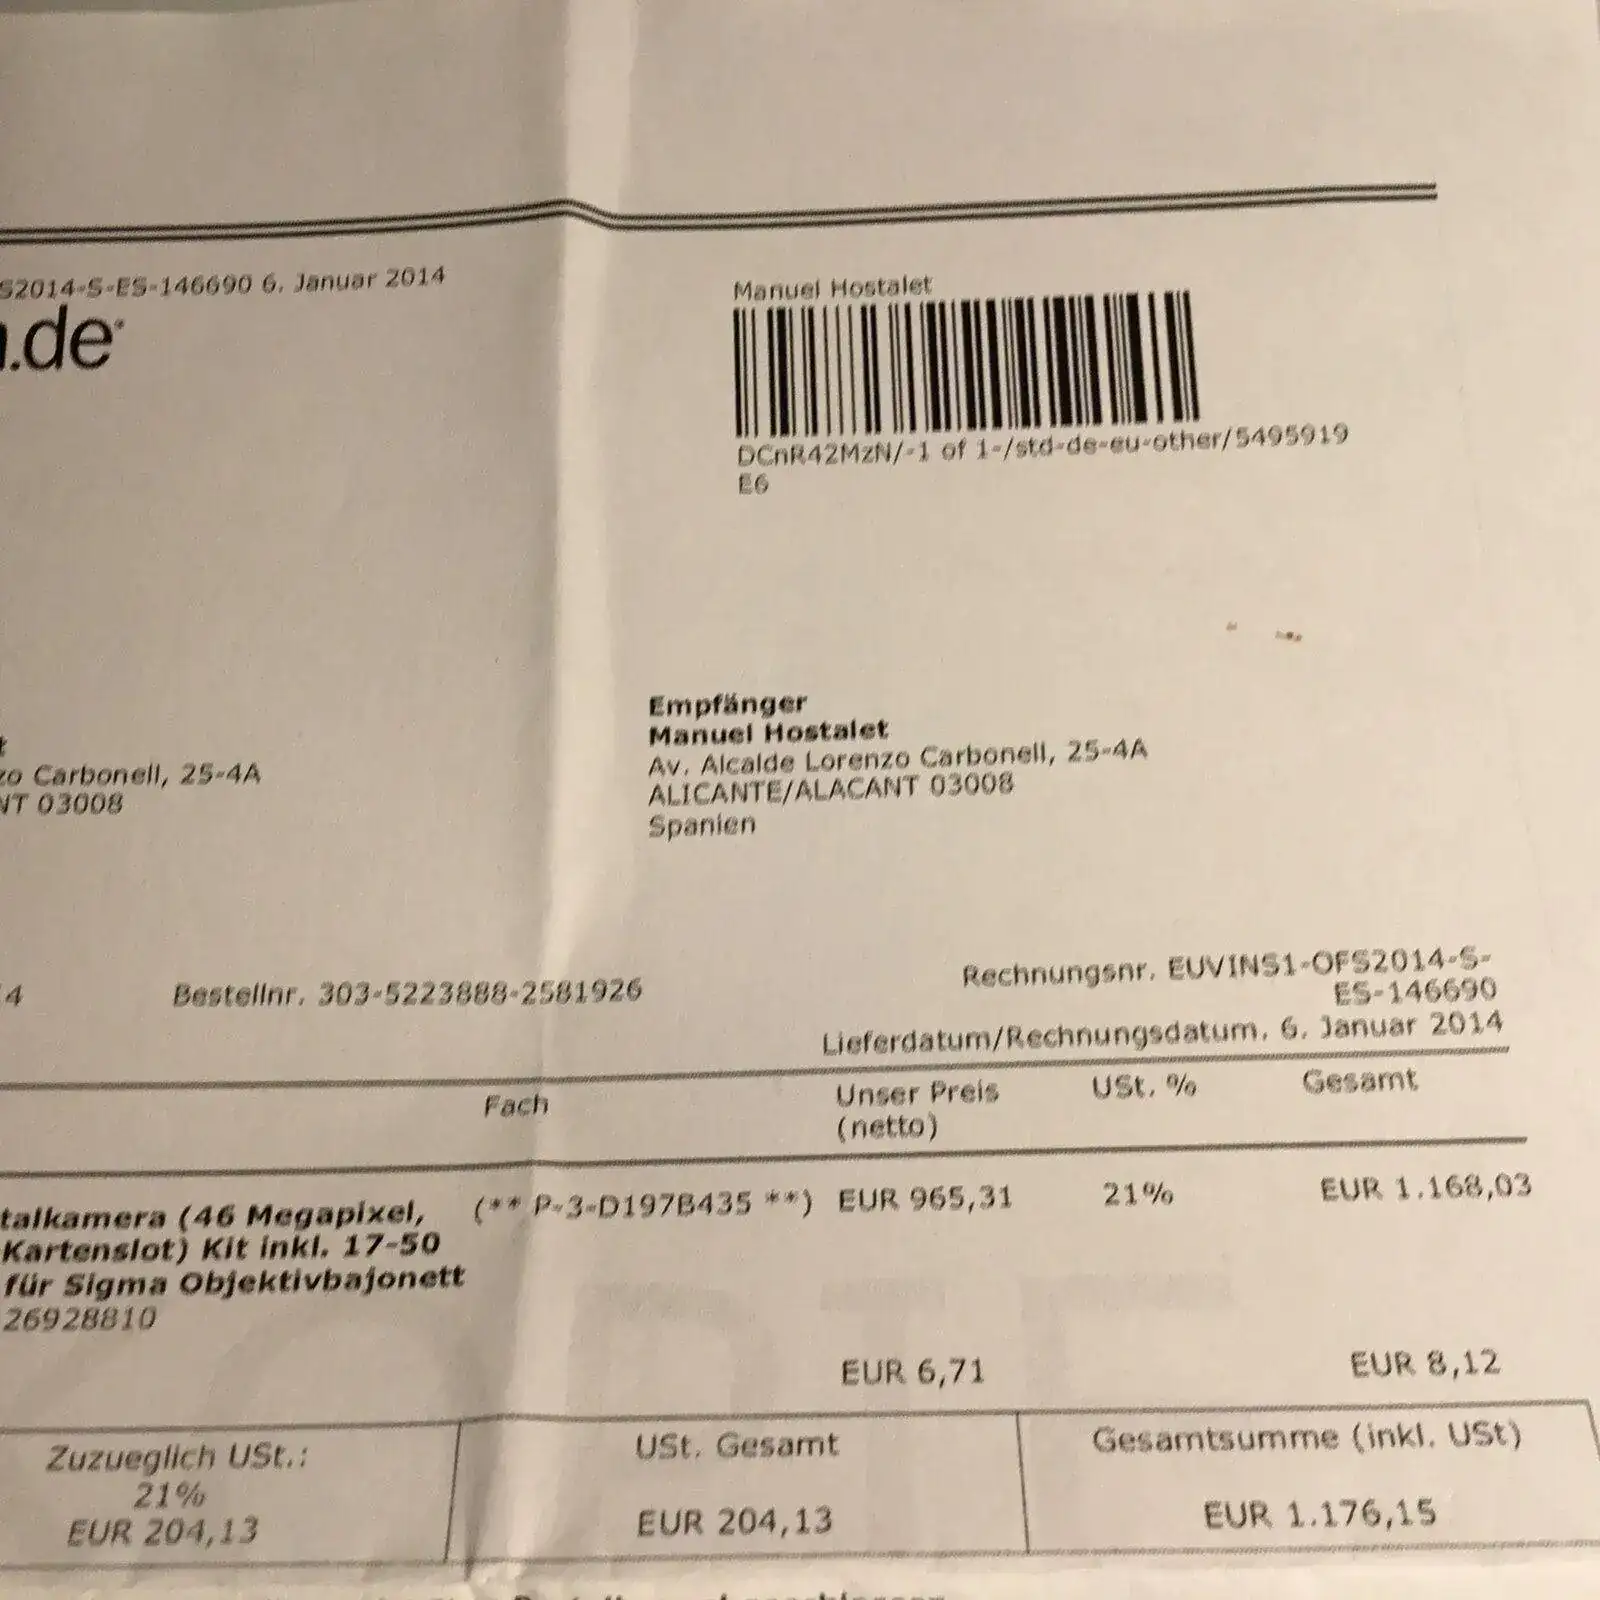 S2014-S-ES-146690 6. Januar 2014
.de
Manuel Hostalet
DCnR42MzN/-1 of 1-/std-de-eu-other/5495919
E6
Empfänger
Manuel Hostalet
Av. Alcalde Lorenzo Carbonell, 25-4A
ALICANTE/ALACANT 03008
Spanien
t
zo Carbonell, 25-4A
NT 03008
4
Bestellnr. 303-5223888-2581926
Rechnungsnr. EUVINS1-OFS2014-S-
ES-146690
Lieferdatum/Rechnungsdatum. 6. Januar 2014
Fach
Unser Preis
(netto)
USt. %
Gesamt
talkamera (46 Megapixel,
Kartenslot) Kit inkl. 17-50
für Sigma Objektivbajonett
26928810
(** P-3-D197B435 **)
EUR 965,31
21%
EUR 1.168,03
EUR 6,71
EUR 8,12
Zuzueglich USt.:
21%
EUR 204,13
USt. Gesamt
EUR 204,13
Gesamtsumme (inkl. USt)
EUR 1.176,15